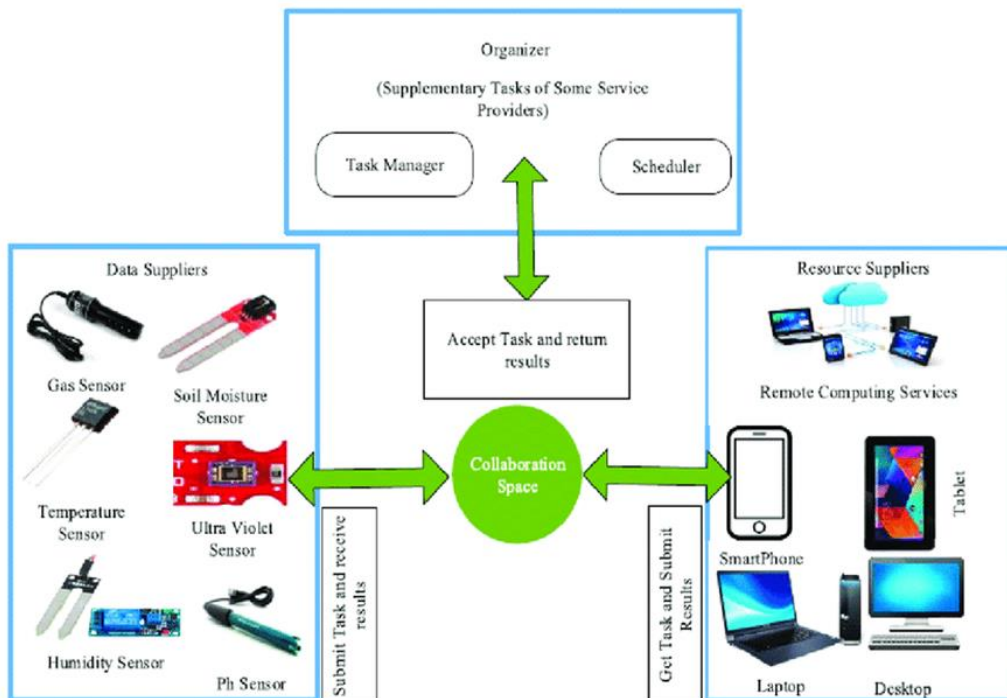 Organizer
(Supplementary Tasks of Some Service
Providers)
Task Manager
Scheduler
Data Suppliers
Gas Sensor
Soil Moisture
Sensor
Temperature
Sensor
Ultra Violet
Sensor
Humidity Sensor
Ph Sensor
Accept Task and return
results
Collaboration
Space
Submit Task and receive
results
Get Task and Submit
Results
Resource Suppliers
Remote Computing Services
SmartPhone
Tablet
Laptop
Desktop